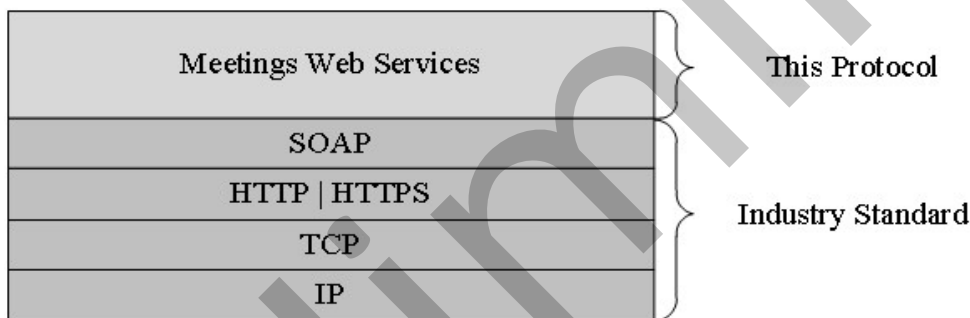 Meetings Web Services
This Protocol
SOAP
HTTP | HTTPS
Industry Standard
TCP
IP